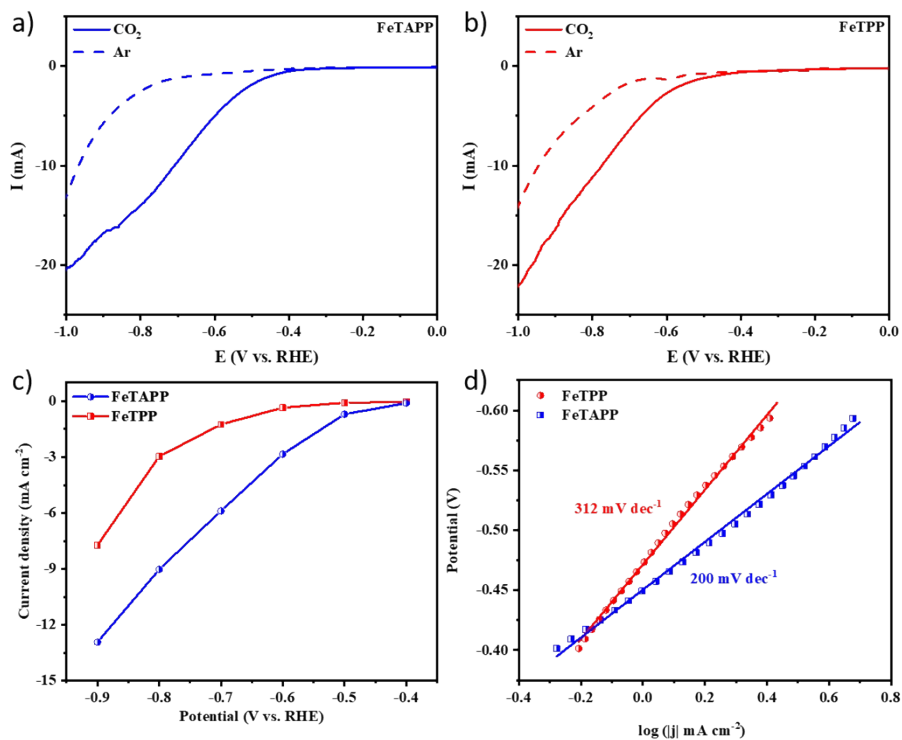 a)
CO₂
Ar
FeTAPP
0
-10
-20
I (mA)
-1.0 -0.8 -0.6 -0.4 -0.2 0.0
E (V vs. RHE)
b)
CO₂
Ar
FeTPP
0
-10
-20
I (mA)
-1.0 -0.8 -0.6 -0.4 -0.2 0.0
E (V vs. RHE)
c)
FeTAPP
FeTPP
0
-3
-6
-9
-12
-15
Current density (mA cm⁻²)
-0.9 -0.8 -0.7 -0.6 -0.5 -0.4
Potential (V vs. RHE)
d)
FeTPP
FeTAPP
-0.60
-0.55
-0.50
-0.45
-0.40
Potential (V)
312 mV dec⁻¹
200 mV dec⁻¹
-0.4 -0.2 0.0 0.2 0.4 0.6 0.8
log (|j| mA cm⁻²)